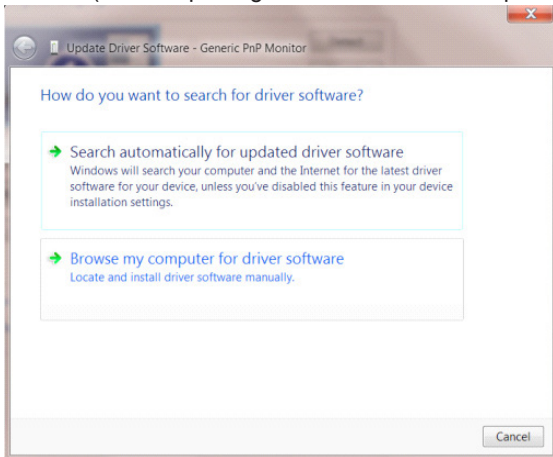 Update Driver Software - Generic PnP Monitor
How do you want to search for driver software?
Search automatically for updated driver software
Windows will search your computer and the Internet for the latest driver
software for your device, unless you've disabled this feature in your device
installation settings.
Browse my computer for driver software
Locate and install driver software manually.
Cancel